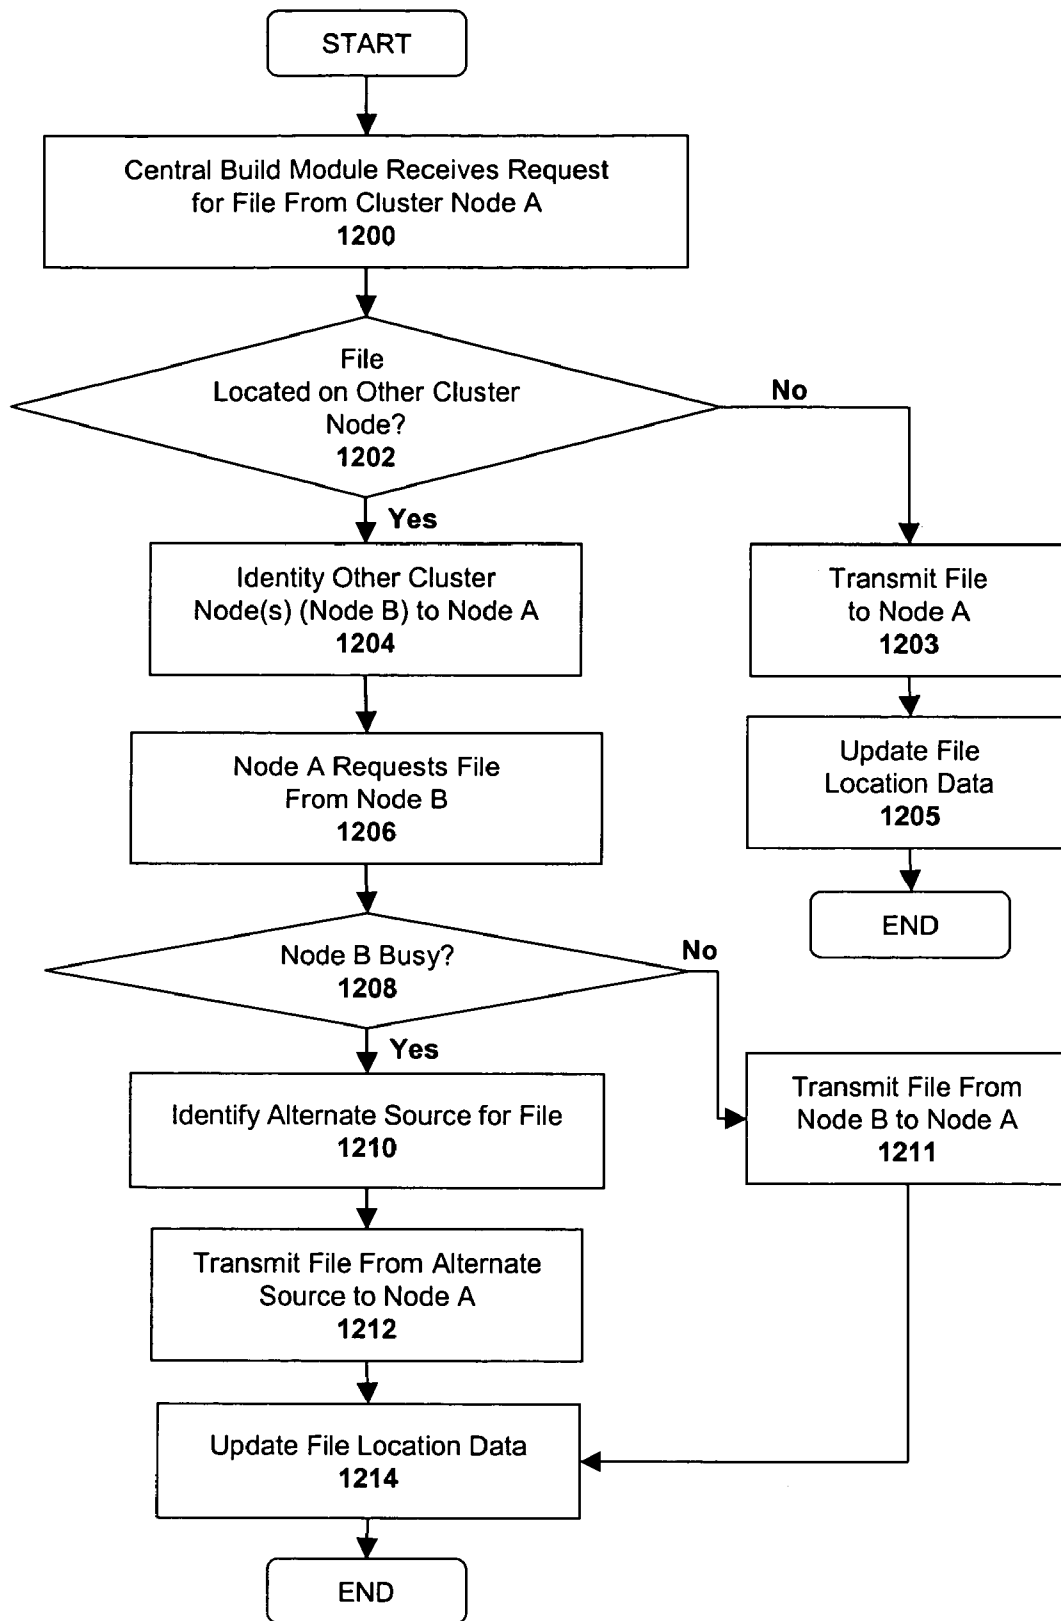 START
Central Build Module Receives Request
for File From Cluster Node A
1200
File
Located on Other Cluster
Node?
1202
No
Yes
Identity Other Cluster
Node(s) (Node B) to Node A
1204
Transmit File
to Node A
1203
Node A Requests File
From Node B
1206
Update File
Location Data
1205
END
Node B Busy?
1208
No
Yes
Identify Alternate Source for File
1210
Transmit File From
Node B to Node A
1211
Transmit File From Alternate
Source to Node A
1212
Update File Location Data
1214
END